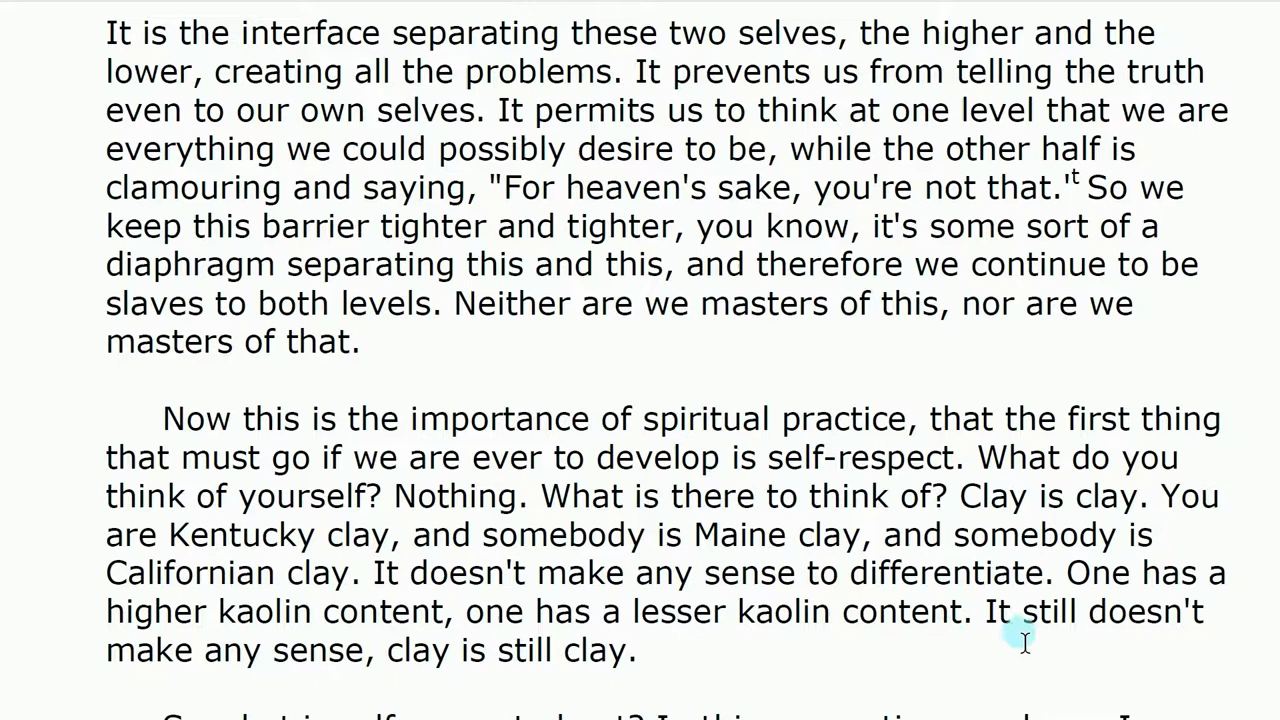 It is the interface separating these two selves, the higher and the
lower, creating all the problems. It prevents us from telling the truth
even to our own selves. It permits us to think at one level that we are
everything we could possibly desire to be, while the other half is
clamouring and saying, "For heaven's sake, you're not that.'t So we
keep this barrier tighter and tighter, you know, it's some sort of a
diaphragm separating this and this, and therefore we continue to be
slaves to both levels. Neither are we masters of this, nor are we
masters of that.
Now this is the importance of spiritual practice, that the first thing
that must go if we are ever to develop is self-respect. What do you
think of yourself? Nothing. What is there to think of? Clay is clay. You
are Kentucky clay, and somebody is Maine clay, and somebody is
Californian clay. It doesn't make any sense to differentiate. One has a
higher kaolin content, one has a lesser kaolin content. It still doesn't
make any sense, clay is still clay.